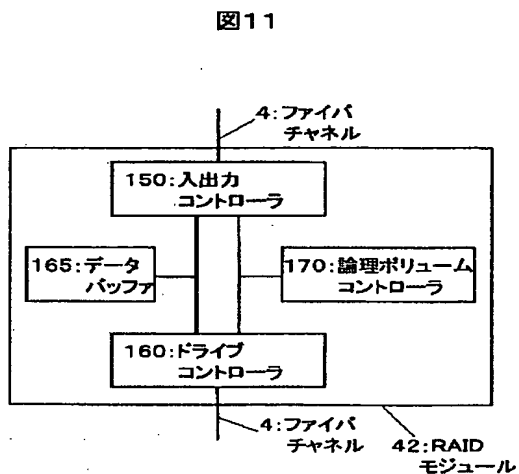 図11
4:ファイバ
チャネル
150:入出力
コントローラ
165:データ
バッファ
170:論理ボリューム
コントローラ
160:ドライブ
コントローラ
4:ファイバ
チャネル
42:RAID
モジュール